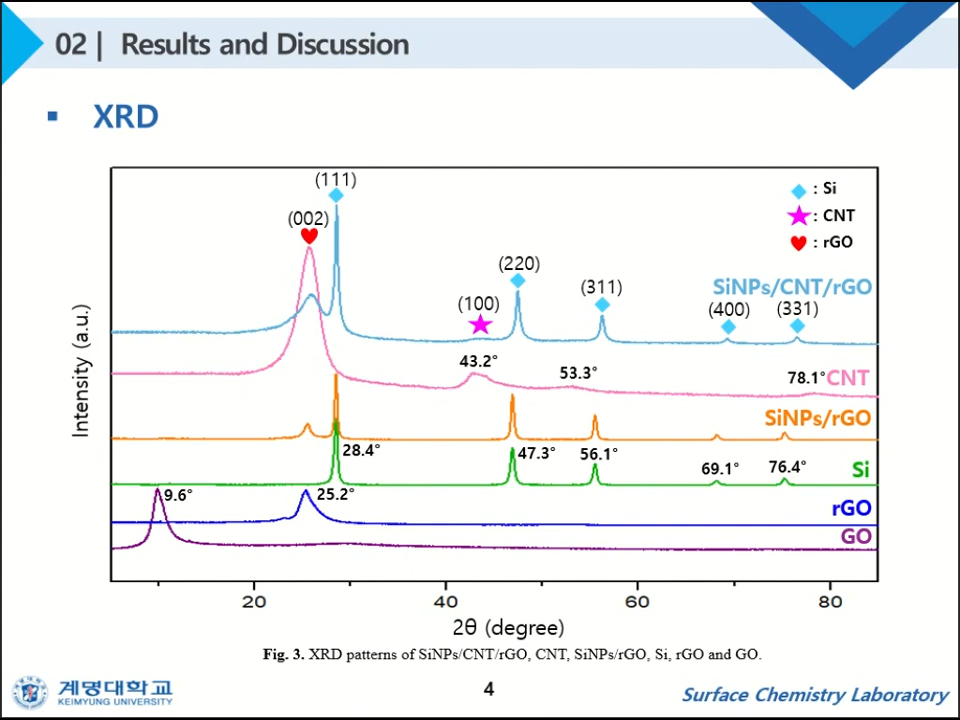 02 | Results and Discussion
▪ XRD
(111)
: Si
(002)
: CNT
: rGO
(220)
(311)
SiNPs/CNT/rGO
(100)
(400)
(331)
43.2°
53.3°
78.1°
CNT
SiNPs/rGO
28.4°
47.3°
56.1°
69.1°
76.4°
Si
9.6°
25.2°
rGO
GO
Intensity (a.u.)
20
40
60
80
2θ (degree)
Fig. 3. XRD patterns of SiNPs/CNT/rGO, CNT, SiNPs/rGO, Si, rGO and GO.
계명대학교
KEIMYUNG UNIVERSITY
4
Surface Chemistry Laboratory